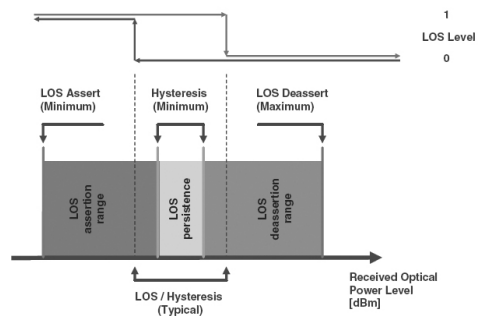 1
LOS Level
0
LOS Assert
(Minimum)
Hysteresis
(Minimum)
LOS Deassert
(Maximum)
LOS
assertion
range
LOS
persistence
LOS
deassertion
range
Received Optical
Power Level
[dBm]
LOS / Hysteresis
(Typical)